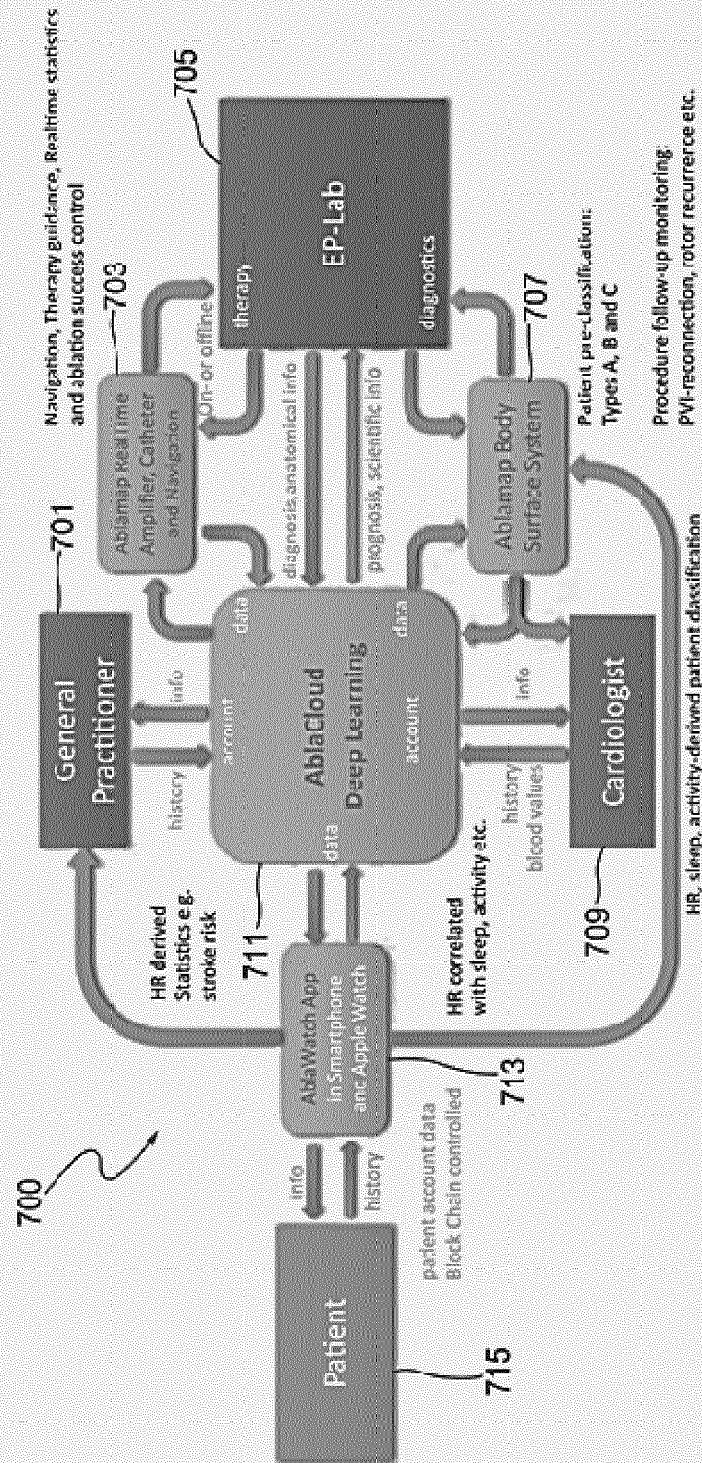 700
Patient
715
info
history
patient account data
Block Chain controlled
AblaWatch App
in Smartphone
and Apple Watch
713
HR derived
Statistics e.g.
stroke risk
711
HR correlated
with sleep, activity etc.
General
Practitioner
701
history
info
account
data
AblaCloud
Deep Learning
data
account
data
history
blood values
info
Cardiologist
709
HR, sleep, activity-derived patient classification
Navigation, Therapy guidance, Realtime statistics
and ablation success control
703
Ablamap RealTime
Amplifier, Catheter
and Navigation
On- or offline
diagnosis anatomical info
prognosis, scientific info
705
therapy
EP-Lab
diagnostics
707
Ablamap Body
Surface System
Patient pre-classification:
Types A, B and C
Procedure follow-up monitoring
PVI-reconnection, rotor recurrerce etc.